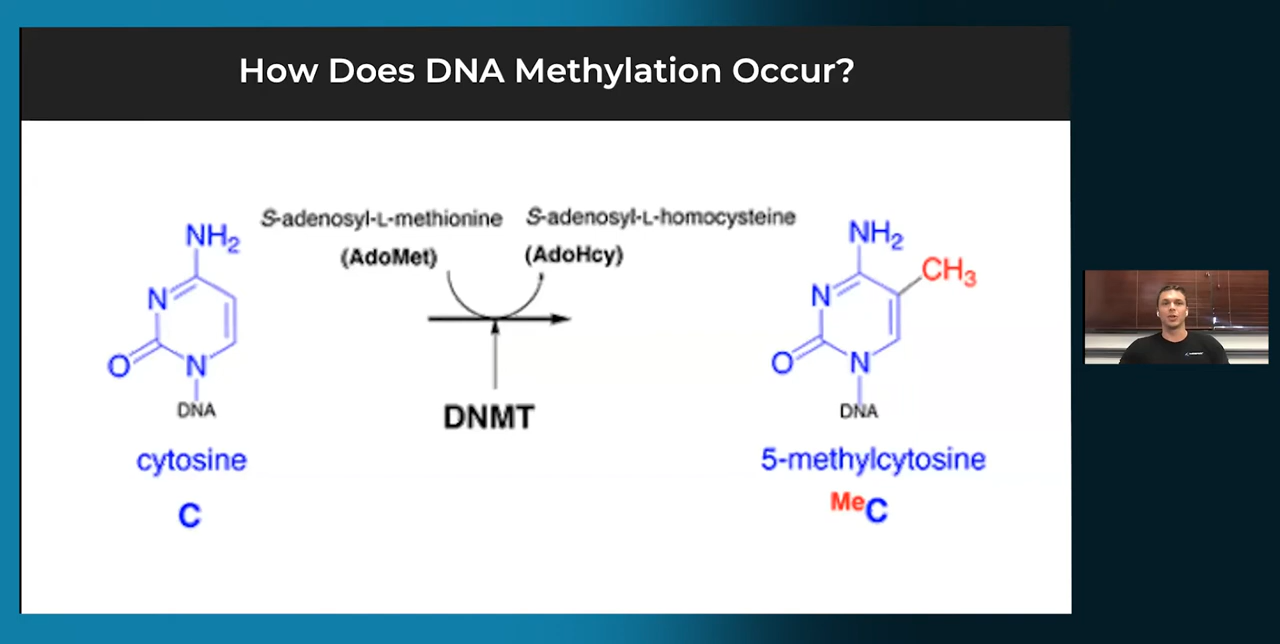 How Does DNA Methylation Occur?
S-adenosyl-L-methionine
(AdoMet)
S-adenosyl-L-homocysteine
(AdoHcy)
NH2
N
O
N
DNA
cytosine
C
DNMT
NH2
CH3
N
O
N
DNA
5-methylcytosine
MeC